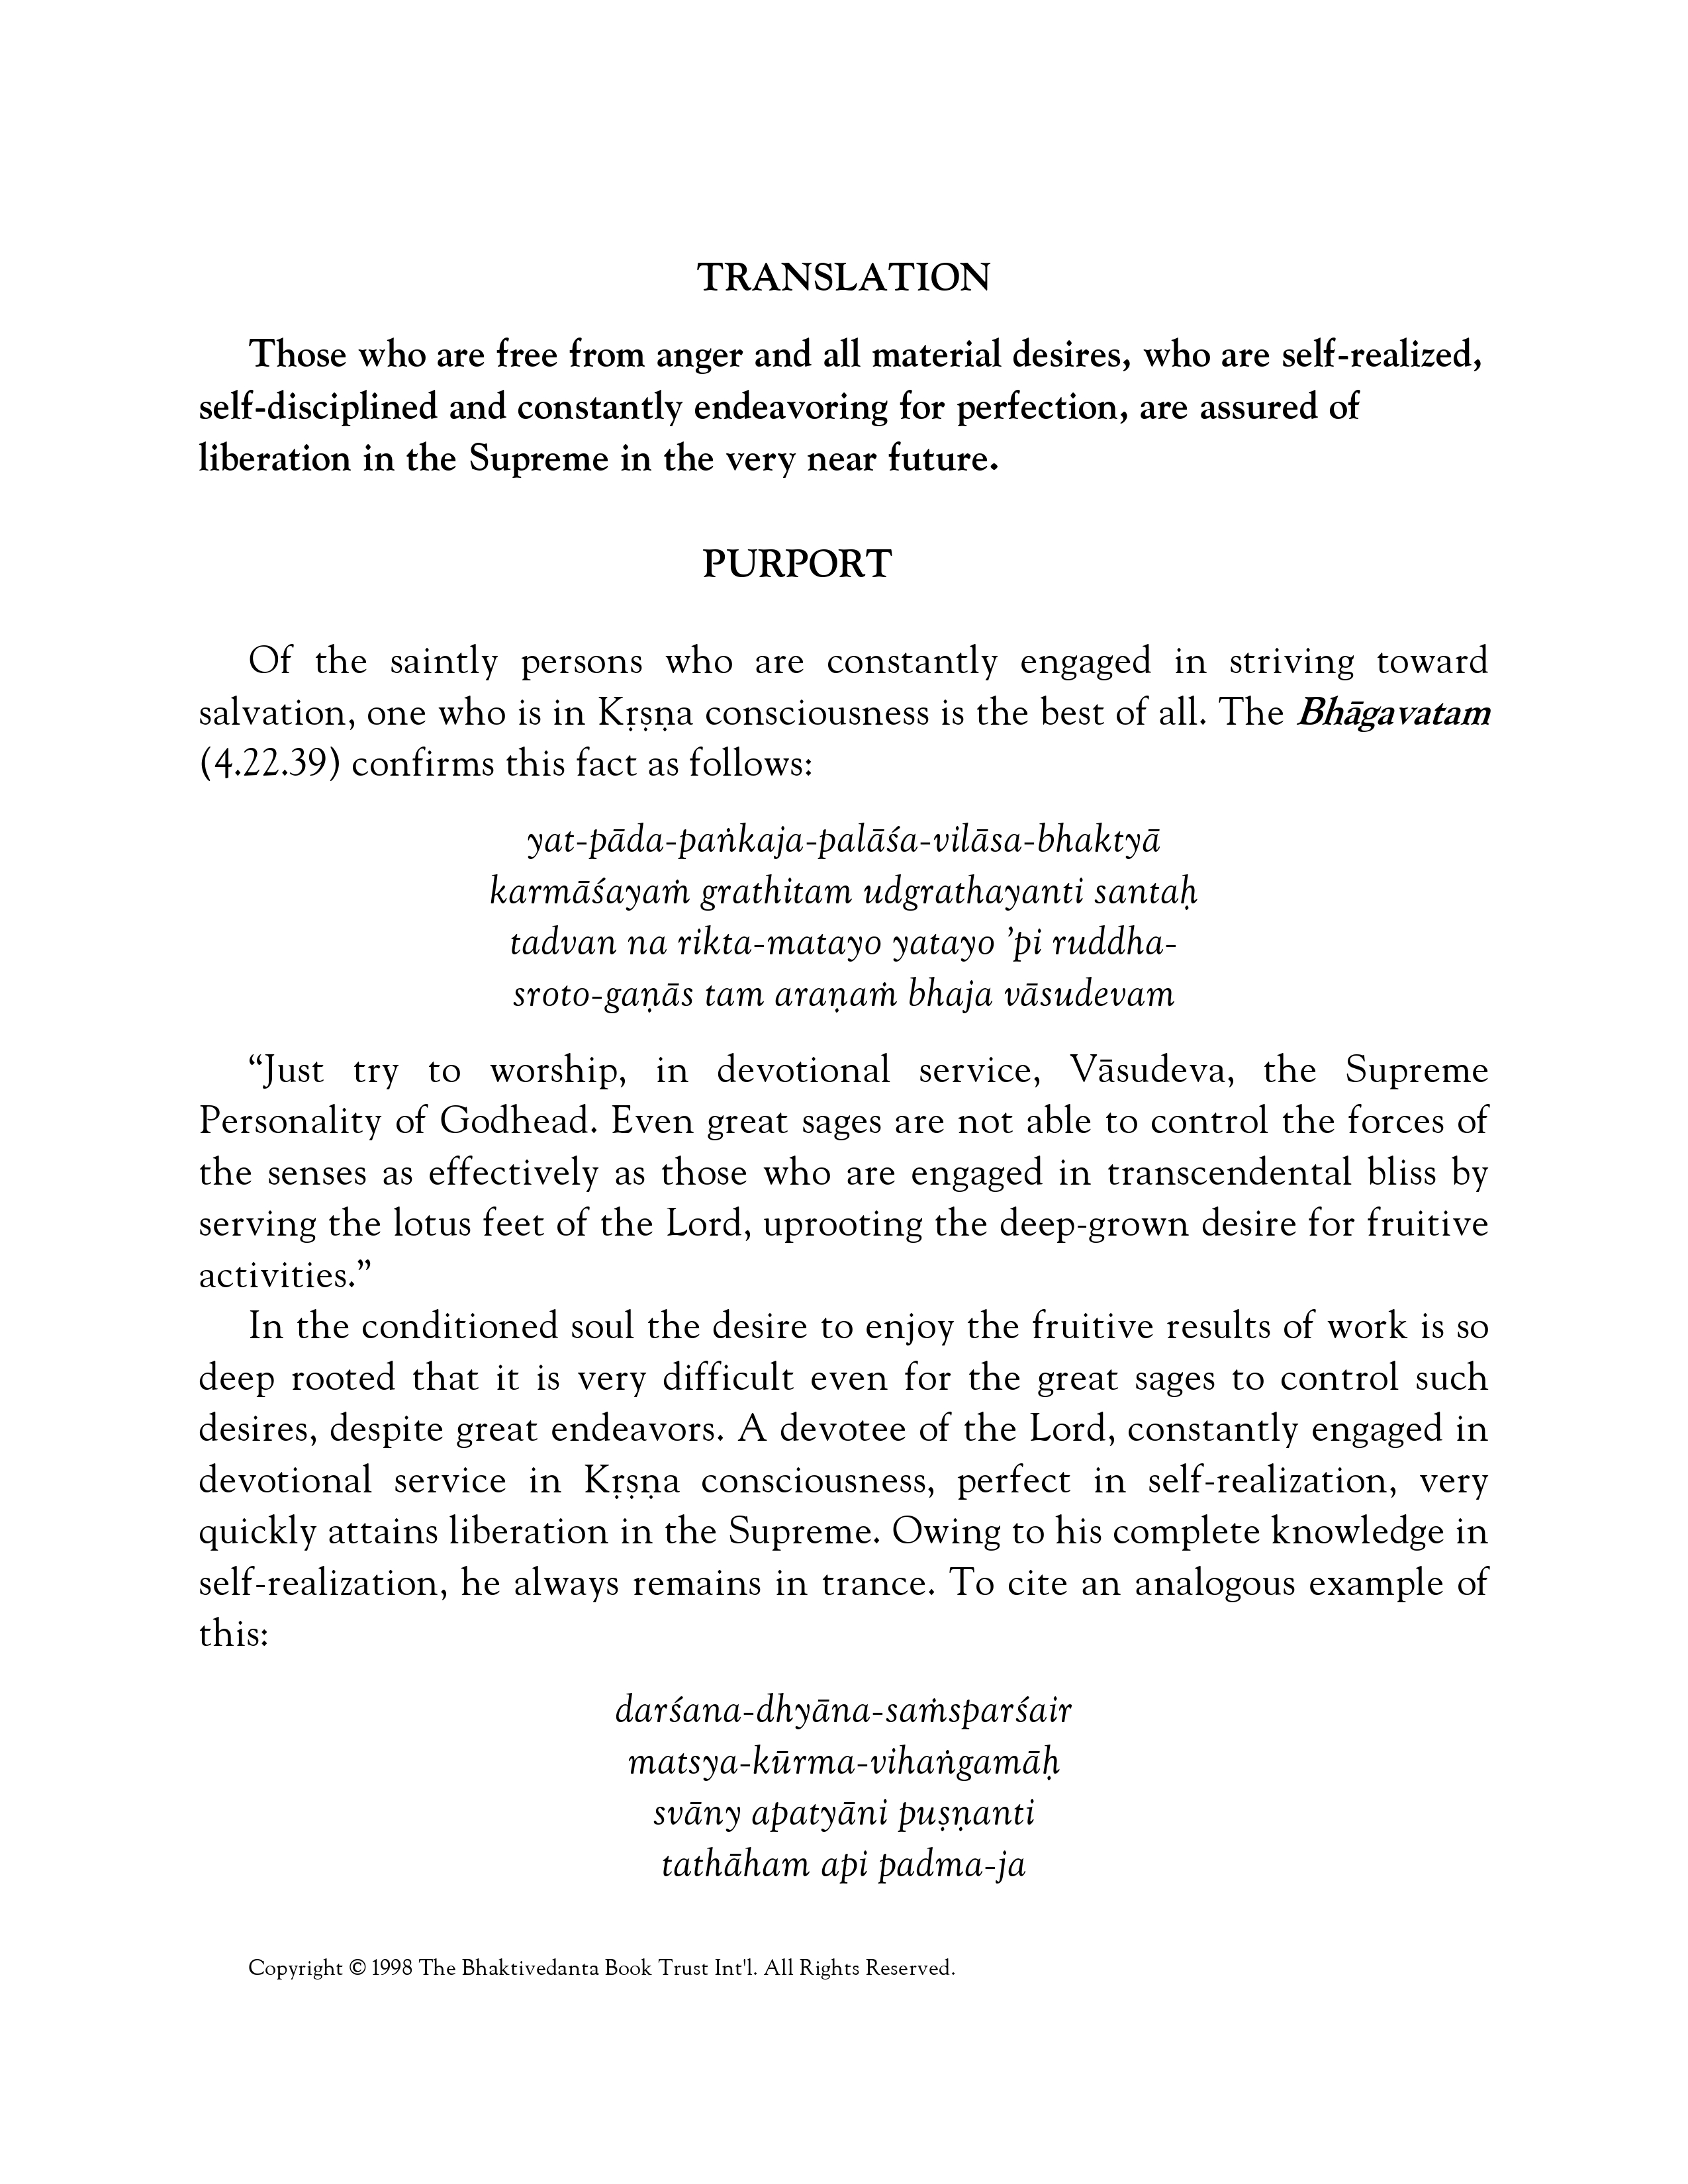 TRANSLATION
Those who are free from anger and all material desires, who are self-realized,
self-disciplined and constantly endeavoring for perfection, are assured of
liberation in the Supreme in the very near future.
PURPORT
Of the saintly persons who are constantly engaged in striving toward
salvation, one who is in Kṛṣṇa consciousness is the best of all. The Bhāgavatam
(4.22.39) confirms this fact as follows:
yat-pāda-paṅkaja-palāśa-vilāsa-bhaktyā
karmāśayaṁ grathitam udgrathayanti santaḥ
tadvan na rikta-matayo yatayo ’pi ruddha-
sroto-gaṇās tam araṇaṁ bhaja vāsudevam
“Just try to worship, in devotional service, Vāsudeva, the Supreme
Personality of Godhead. Even great sages are not able to control the forces of
the senses as effectively as those who are engaged in transcendental bliss by
serving the lotus feet of the Lord, uprooting the deep-grown desire for fruitive
activities.”
In the conditioned soul the desire to enjoy the fruitive results of work is so
deep rooted that it is very difficult even for the great sages to control such
desires, despite great endeavors. A devotee of the Lord, constantly engaged in
devotional service in Kṛṣṇa consciousness, perfect in self-realization, very
quickly attains liberation in the Supreme. Owing to his complete knowledge in
self-realization, he always remains in trance. To cite an analogous example of
this:
darśana-dhyāna-saṁsparśair
matsya-kūrma-vihaṅgamāḥ
svāny apatyāni puṣṇanti
tathāham api padma-ja
Copyright © 1998 The Bhaktivedanta Book Trust Int'l. All Rights Reserved.